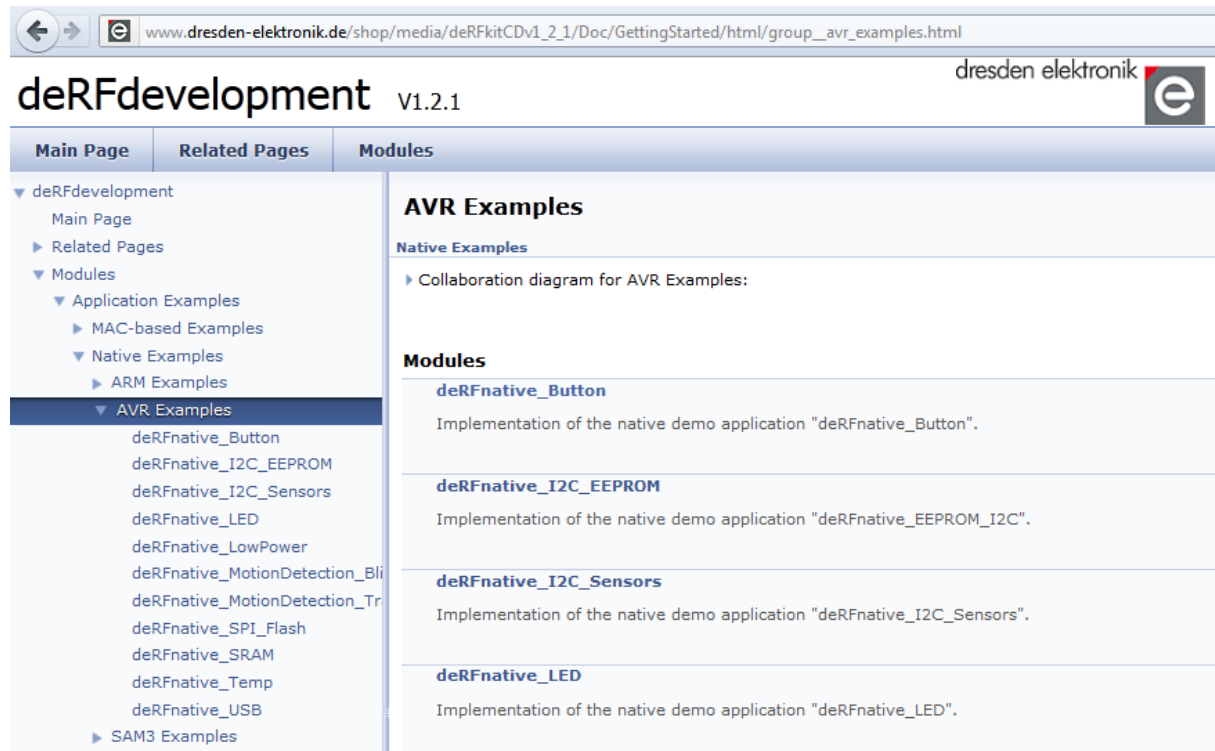 www.dresden-elektronik.de/shop/media/deRFkitCDv1_2_1/Doc/GettingStarted/html/group__avr_examples.html
deRFdevelopment V1.2.1
dresden elektronik
e
Main Page Related Pages Modules
deRFdevelopment
Main Page
Related Pages
Modules
Application Examples
MAC-based Examples
Native Examples
ARM Examples
AVR Examples
deRFnative_Button
deRFnative_I2C_EEPROM
deRFnative_I2C_Sensors
deRFnative_LED
deRFnative_LowPower
deRFnative_MotionDetection_Bli
deRFnative_MotionDetection_Tr
deRFnative_SPI_Flash
deRFnative_SRAM
deRFnative_Temp
deRFnative_USB
SAM3 Examples
AVR Examples
Native Examples
Collaboration diagram for AVR Examples:
Modules
deRFnative_Button
Implementation of the native demo application "deRFnative_Button".
deRFnative_I2C_EEPROM
Implementation of the native demo application "deRFnative_EEPROM_I2C".
deRFnative_I2C_Sensors
Implementation of the native demo application "deRFnative_I2C_Sensors".
deRFnative_LED
Implementation of the native demo application "deRFnative_LED".